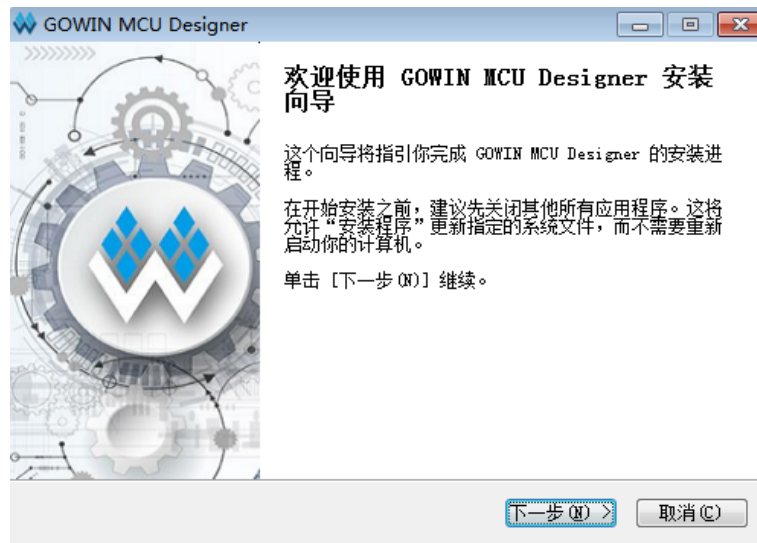 GOWIN MCU Designer
欢迎使用 GOWIN MCU Designer 安装
向导
这个向导将指引你完成 GOWIN MCU Designer 的安装进
程。
在开始安装之前，建议先关闭其他所有应用程序。这将
允许“安装程序”更新指定的系统文件，而不需要重新
启动你的计算机。
单击 [下一步(N)] 继续。
下一步(N) >
取消(C)